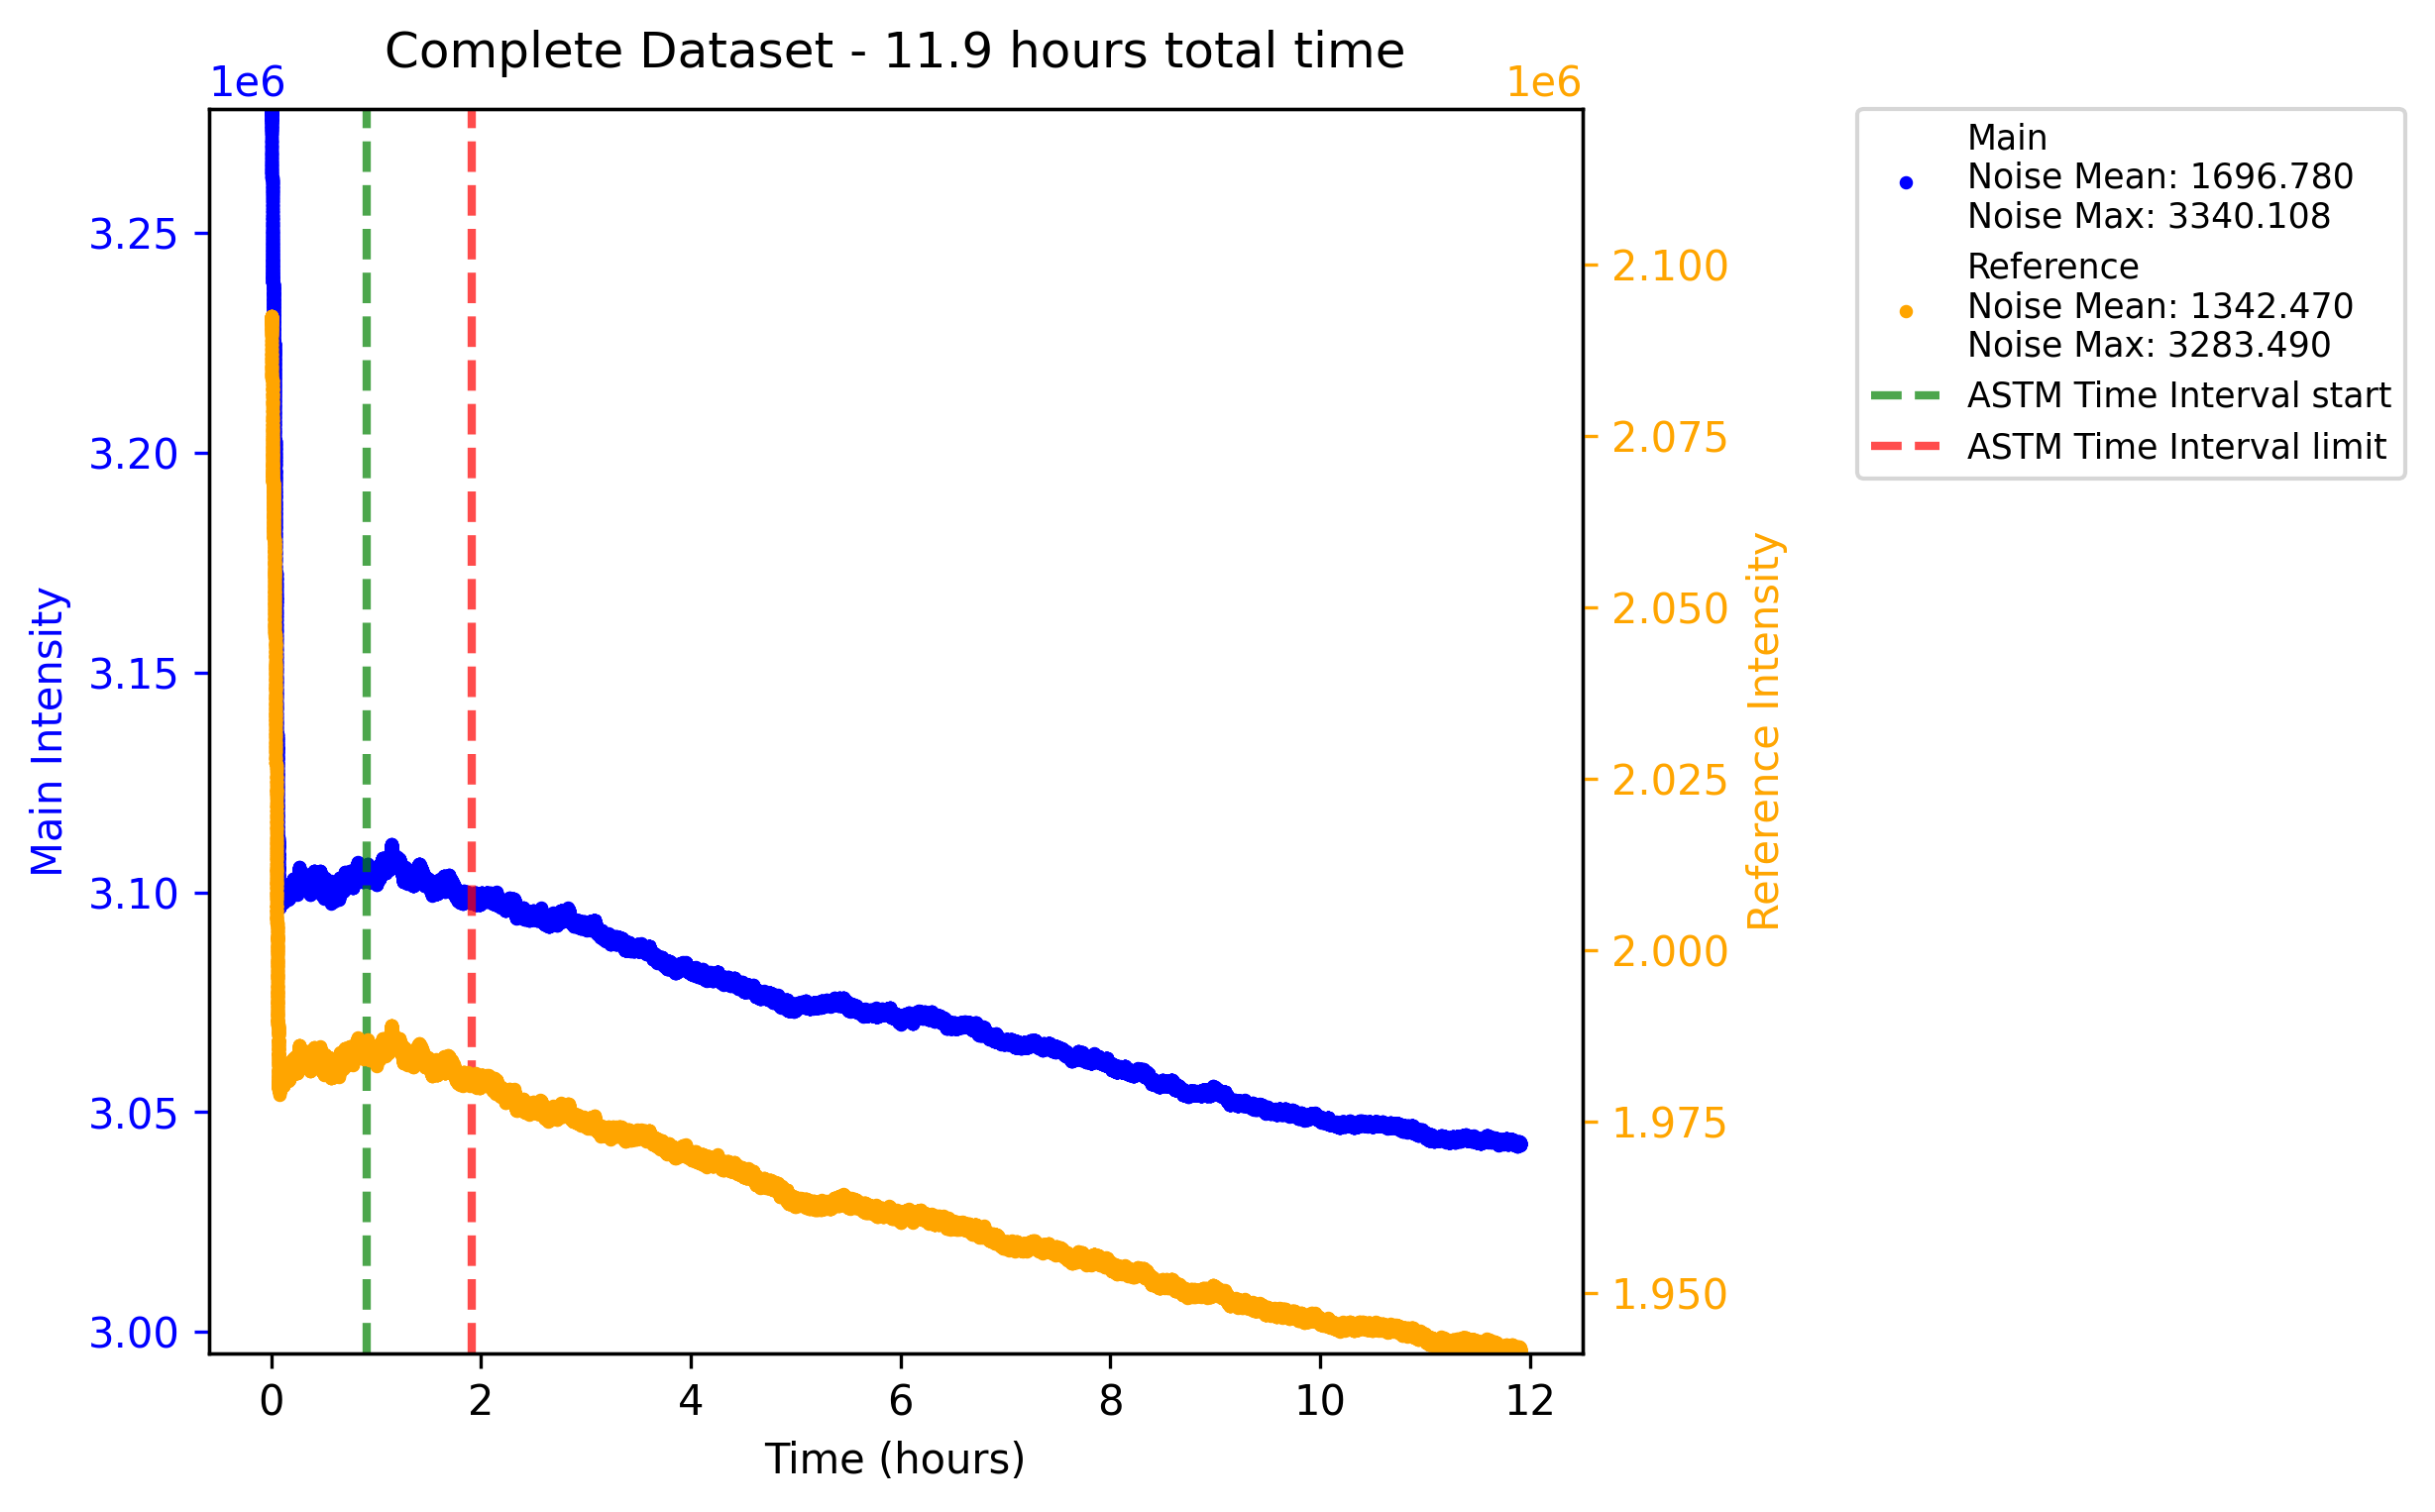 Complete Dataset - 11.9 hours total time
1e6
1e6
3.25
3.20
3.15
3.10
3.05
3.00
Main Intensity
2.100
2.075
2.050
2.025
2.000
1.975
1.950
Reference Intensity
0 2 4 6 8 10 12
Time (hours)
Main
Noise Mean: 1696.780
Noise Max: 3340.108
Reference
Noise Mean: 1342.470
Noise Max: 3283.490
ASTM Time Interval start
ASTM Time Interval limit